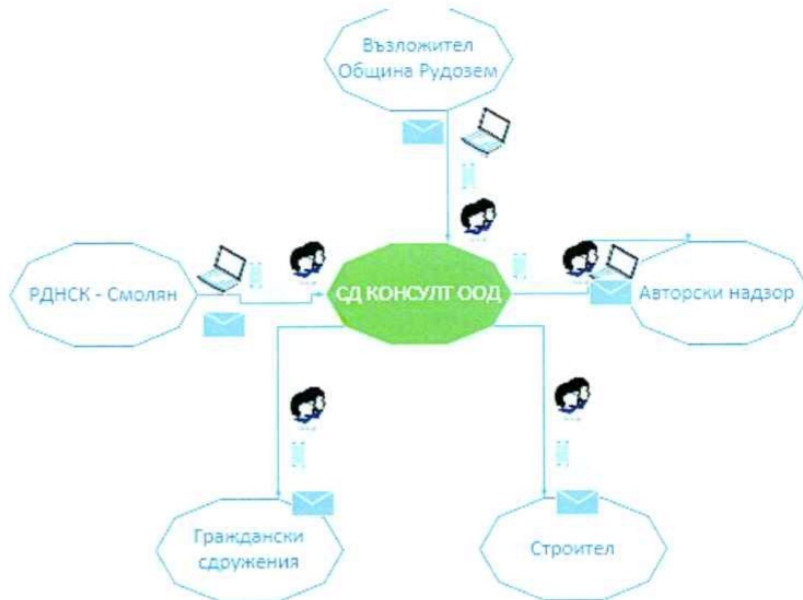 Възложител
Община Рудозем
РДНСК - Смолян
СД КОНСУЛТ ООД
Авторски надзор
Граждански
сдружения
Строител